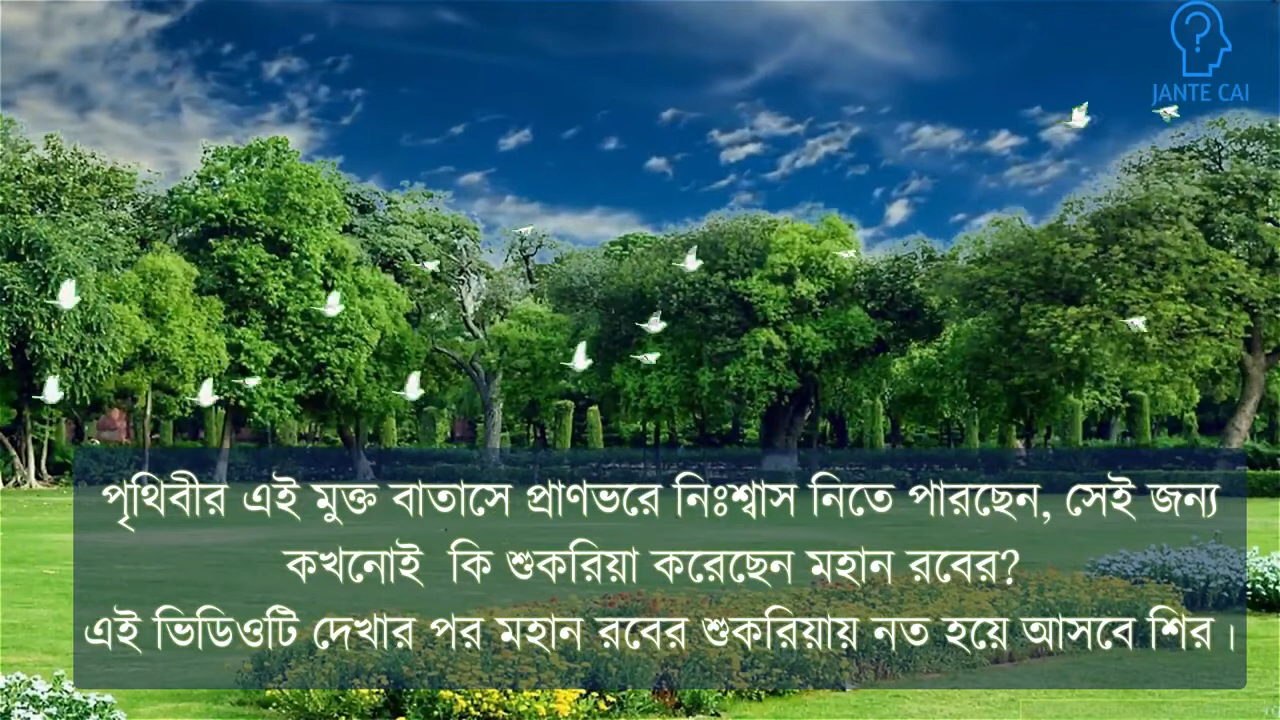 JANTE CAI
পৃথিবীর এই মুক্ত বাতাসে প্রাণভরে নিঃশ্বাস নিতে পারছেন, সেই জন্য
কখনোই কি শুকরিয়া করেছেন মহান রবের?
এই ভিডিওটি দেখার পর মহান রবের শুকরিয়ায় নত হয়ে আসবে শির।